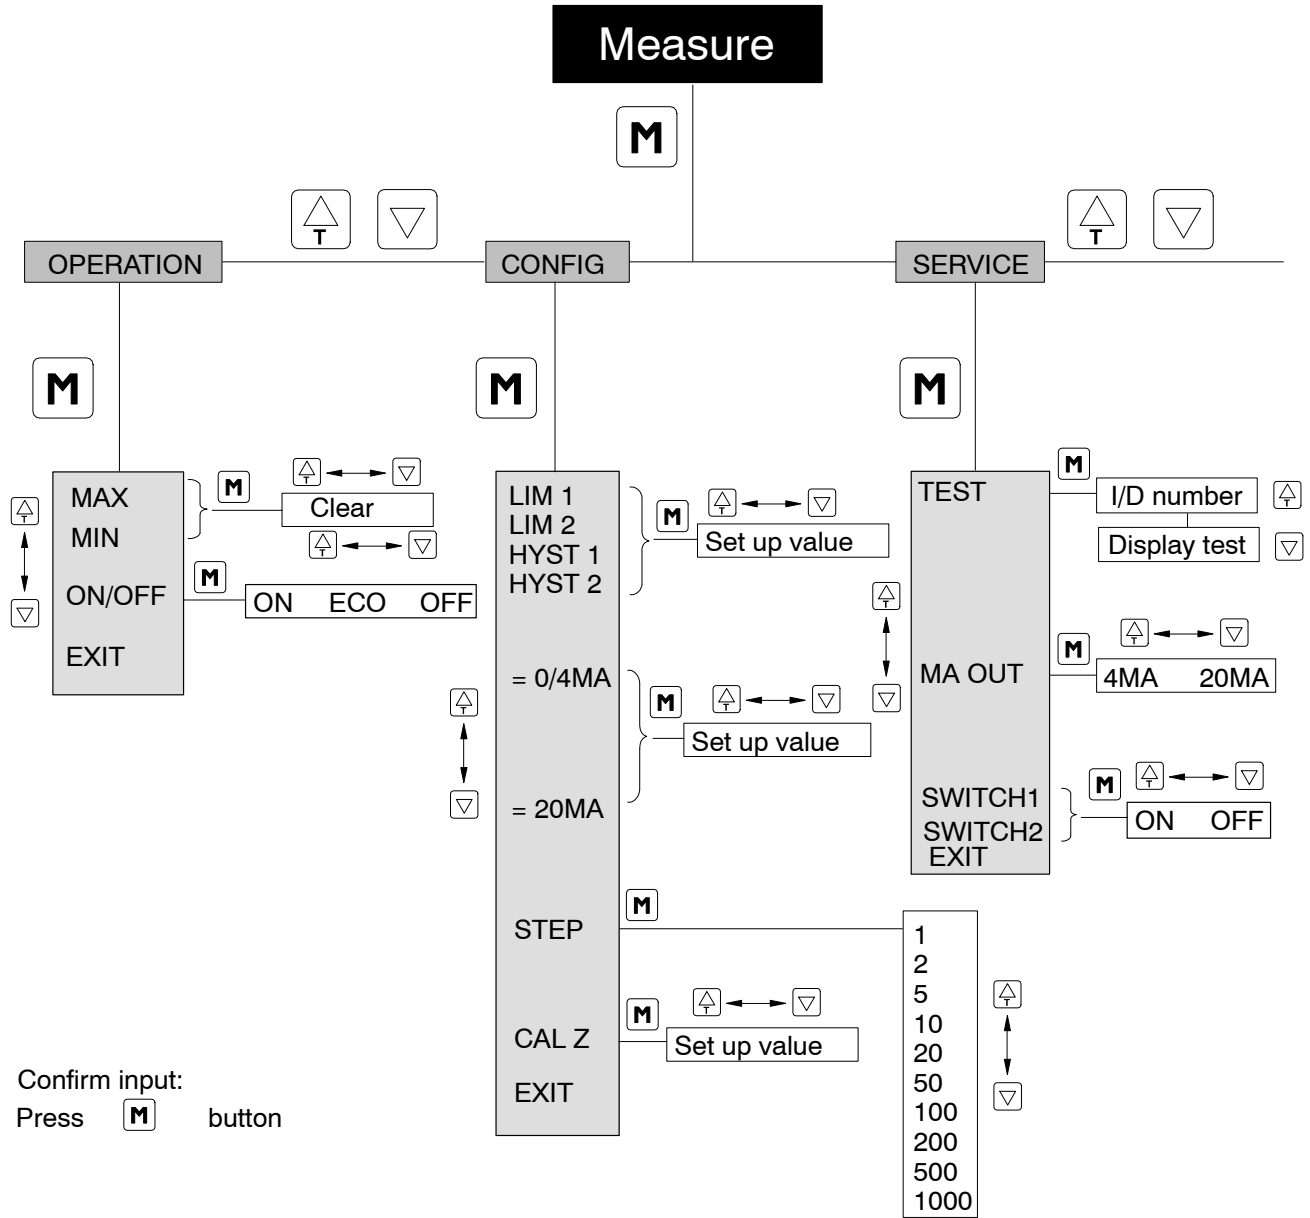 Measure
M
T
T
OPERATION
CONFIG
SERVICE
M
M
M
MAX
MIN
ON/OFF
EXIT
T
T
M
T
Clear
T
M
ON ECO OFF
LIM 1
LIM 2
HYST 1
HYST 2
= 0/4MA
= 20MA
STEP
CAL Z
EXIT
M
T
Set up value
T
M
T
Set up value
M
1
2
5
10
20
50
100
200
500
1000
T
M
T
Set up value
TEST
MA OUT
SWITCH1
SWITCH2
EXIT
T
M
I/D number
T
Display test
M
T
4MA 20MA
M
T
ON OFF
Confirm input:
Press M button